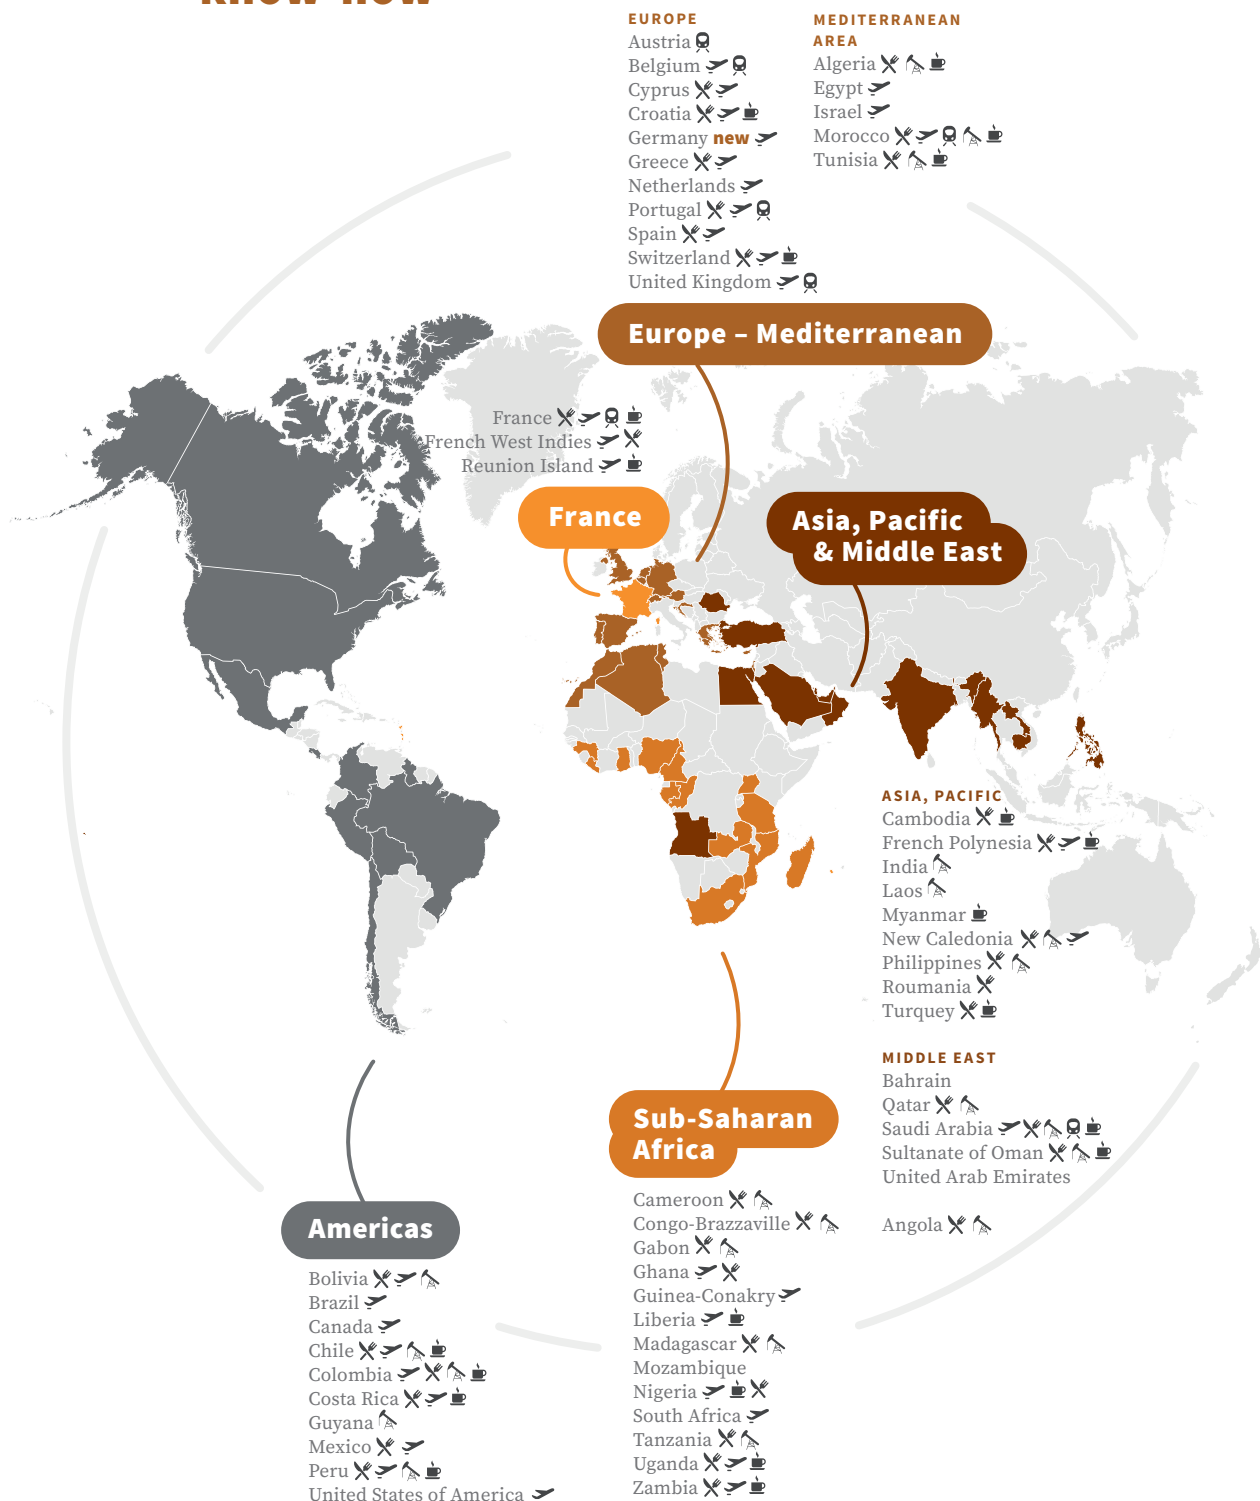 know-how
EUROPE
Austria
Belgium
Cyprus
Croatia
Germany new
Greece
Netherlands
Portugal
Spain
Switzerland
United Kingdom
MEDITERRANEAN
AREA
Algeria
Egypt
Israel
Morocco
Tunisia
Europe – Mediterranean
France
French West Indies
Reunion Island
France
Asia, Pacific
& Middle East
ASIA, PACIFIC
Cambodia
French Polynesia
India
Laos
Myanmar
New Caledonia
Philippines
Roumania
Turquey
MIDDLE EAST
Bahrain
Qatar
Saudi Arabia
Sultanate of Oman
United Arab Emirates
Angola
Sub-Saharan
Africa
Cameroon
Congo-Brazzaville
Gabon
Ghana
Guinea-Conakry
Liberia
Madagascar
Mozambique
Nigeria
South Africa
Tanzania
Uganda
Zambia
Americas
Bolivia
Brazil
Canada
Chile
Colombia
Costa Rica
Guyana
Mexico
Peru
United States of America